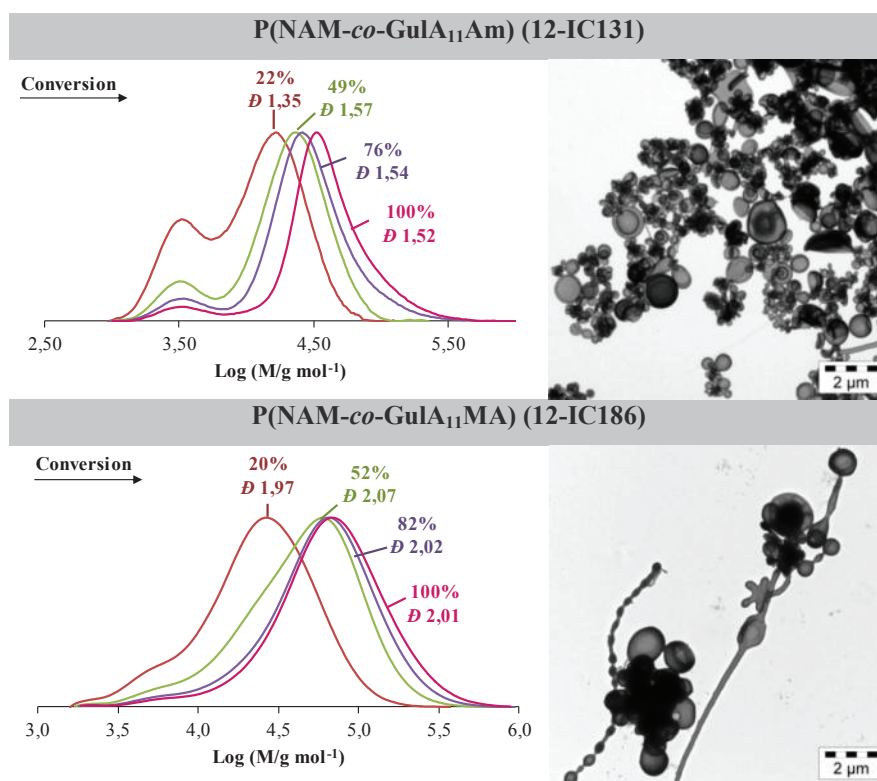 P(NAM-co-GulA₁₁Am) (12-IC131)
Conversion
22%
Đ 1,35
49%
Đ 1,57
76%
Đ 1,54
100%
Đ 1,52
2,50 3,50 4,50 5,50
Log (M/g mol⁻¹)
2 µm
P(NAM-co-GulA₁₁MA) (12-IC186)
Conversion
20%
Đ 1,97
52%
Đ 2,07
82%
Đ 2,02
100%
Đ 2,01
3,0 3,5 4,0 4,5 5,0 5,5 6,0
Log (M/g mol⁻¹)
2 µm